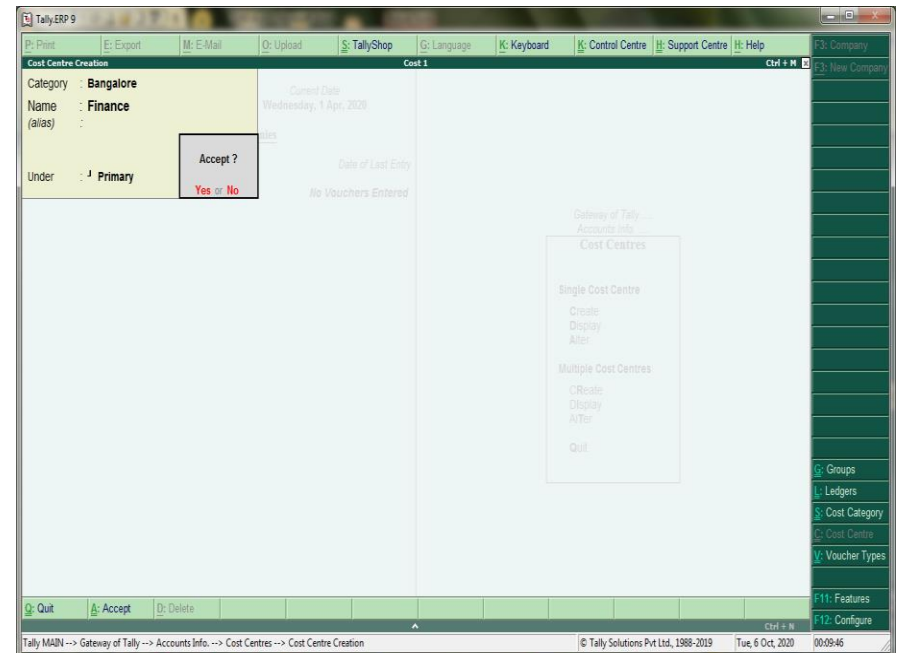 Tally.ERP 9
P: Print E: Export M: E-Mail O: Upload S: TallyShop G: Language K: Keyboard K: Control Centre H: Support Centre H: Help F3: Company
Cost Centre Creation Cost 1 Ctrl + M F3: New Company
Category : Bangalore
Name : Finance
(alias) :
Under : ┘ Primary
Accept ?
Yes or No
Current Date
Wednesday, 1 Apr, 2020
Date of Last Entry
No Vouchers Entered
Gateway of Tally ....
Accounts Info. ....
Cost Centres
Single Cost Centre
Create
Display
Alter
Multiple Cost Centres
CReate
DIsplay
AlTer
Quit
G: Groups
L: Ledgers
S: Cost Category
C: Cost Centre
V: Voucher Types
F11: Features
F12: Configure
Q: Quit A: Accept D: Delete
Ctrl + N
Tally MAIN --> Gateway of Tally --> Accounts Info. --> Cost Centres --> Cost Centre Creation © Tally Solutions Pvt Ltd., 1988-2019 Tue, 6 Oct, 2020 00:09:46